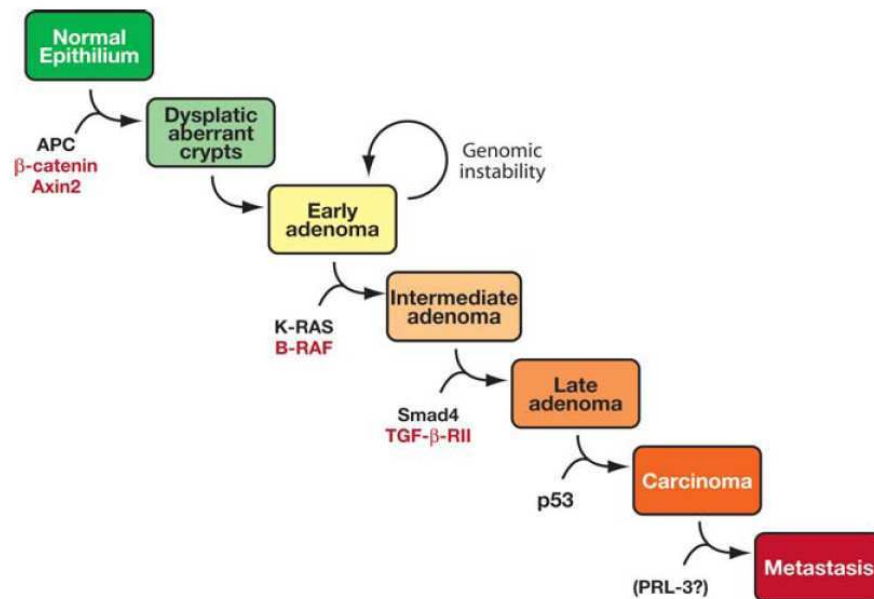 Normal
Epithilium
APC
β-catenin
Axin2
Dysplatic
aberrant
crypts
Genomic
instability
Early
adenoma
K-RAS
B-RAF
Intermediate
adenoma
Smad4
TGF-β-RII
Late
adenoma
p53
Carcinoma
(PRL-3?)
Metastasis